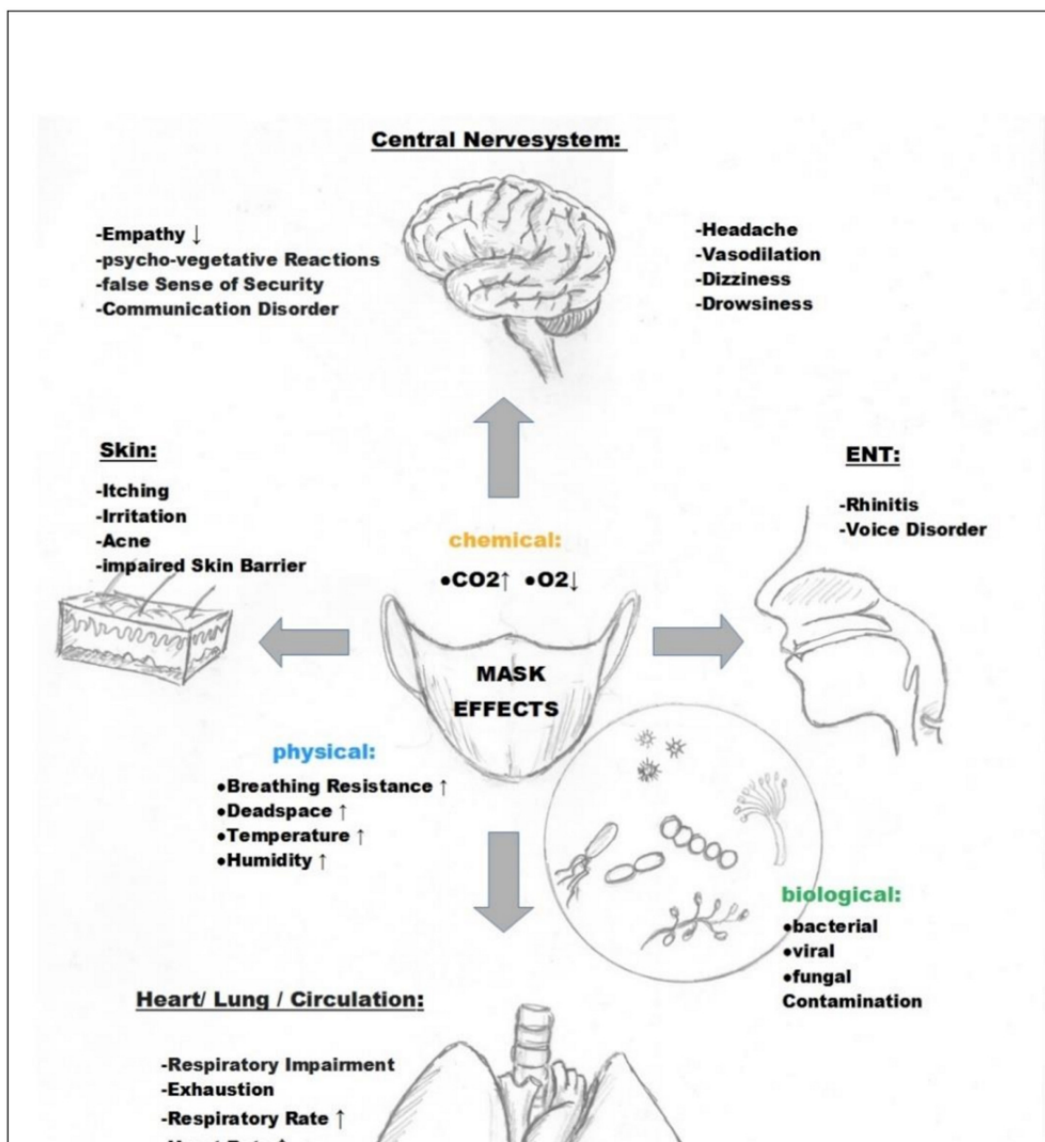 Central Nervesystem:
-Empathy ↓
-psycho-vegetative Reactions
-false Sense of Security
-Communication Disorder
-Headache
-Vasodilation
-Dizziness
-Drowsiness
Skin:
-Itching
-Irritation
-Acne
-impaired Skin Barrier
ENT:
-Rhinitis
-Voice Disorder
chemical:
●CO2↑ ●O2↓
MASK
EFFECTS
physical:
●Breathing Resistance ↑
●Deadspace ↑
●Temperature ↑
●Humidity ↑
biological:
●bacterial
●viral
●fungal
Contamination
Heart/ Lung / Circulation:
-Respiratory Impairment
-Exhaustion
-Respiratory Rate ↑